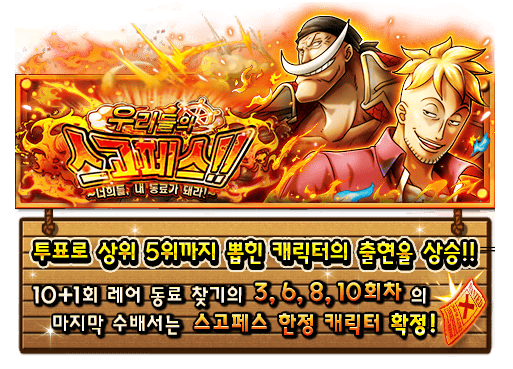 우리들의
스고페스!!
~너희들, 내 동료가 돼라!~
투표로 상위 5위까지 뽑힌 캐릭터의 출현율 상승!!
10+1회 레어 동료 찾기의 3, 6, 8, 10회차 의
마지막 수배서는 스고페스 한정 캐릭터 확정!